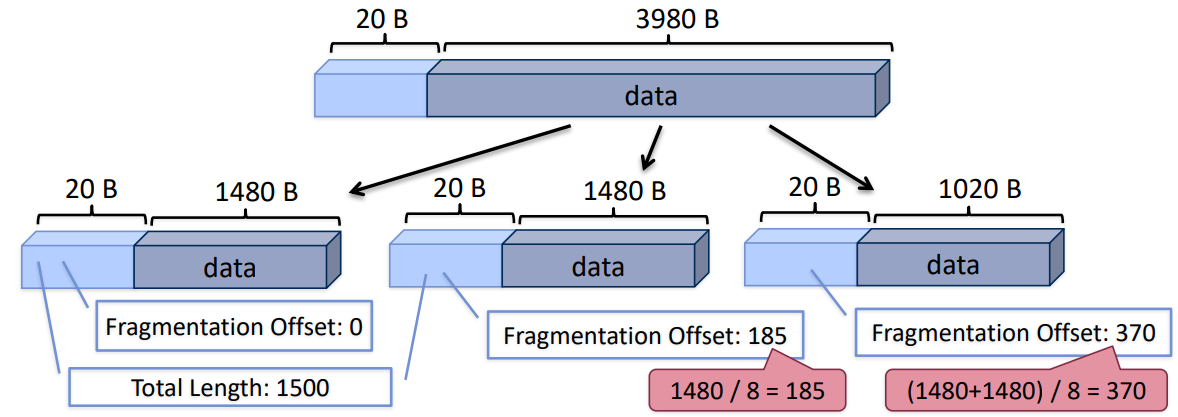 20 B
3980 B
data
20 B
1480 B
20 B
1480 B
20 B
1020 B
data
data
data
Fragmentation Offset: 0
Fragmentation Offset: 185
Fragmentation Offset: 370
Total Length: 1500
1480 / 8 = 185
(1480+1480) / 8 = 370